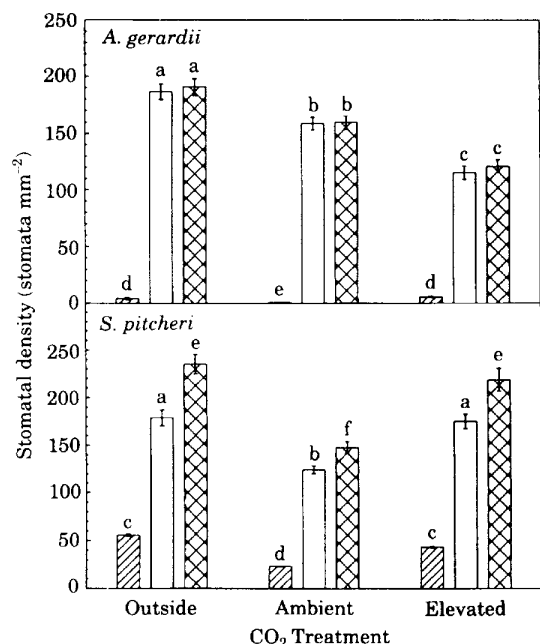 250
A. gerardii
200
150
100
50
0
a a
b b
c c
d
e
d
S. pitcheri
250
200
150
100
50
0
e
a
c
b
f
d
a
e
c
Stomatal density (stomata mm⁻²)
Outside Ambient Elevated
CO₂ Treatment